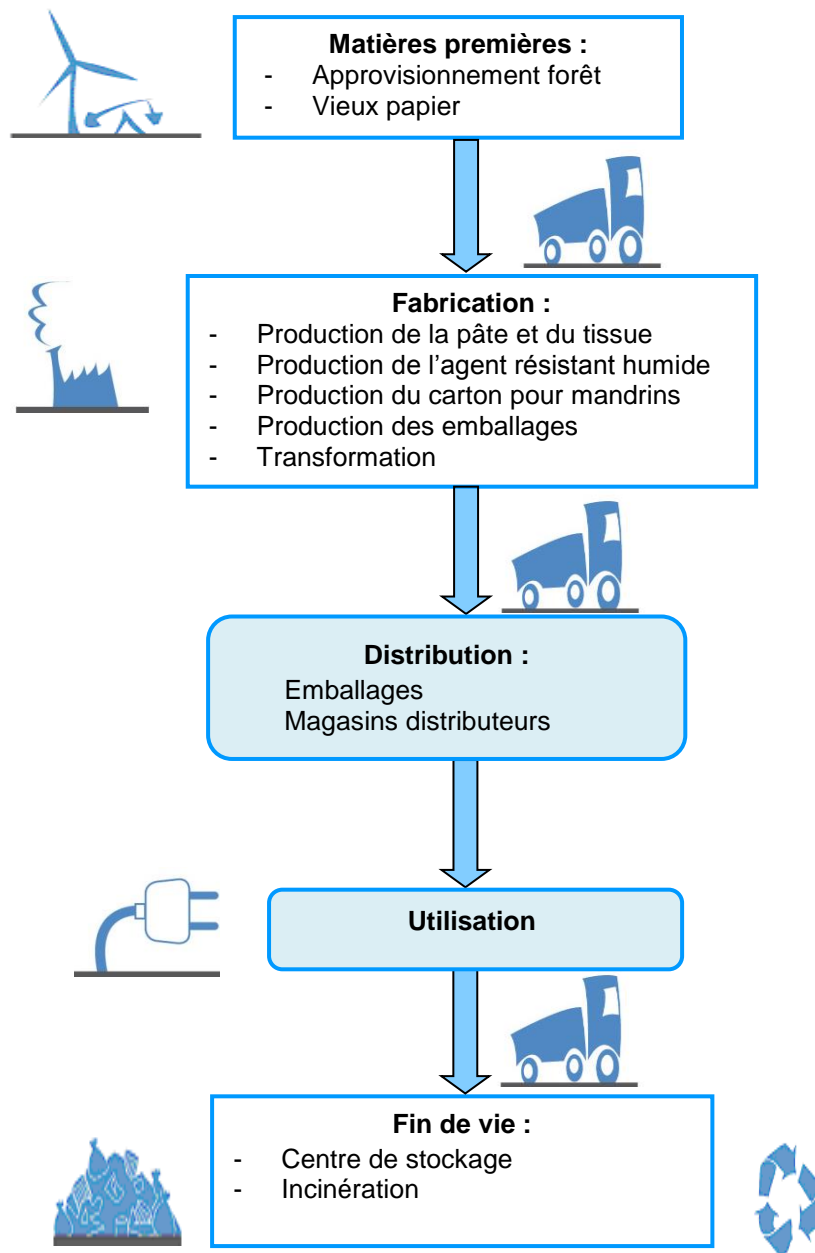 Matières premières :
- Approvisionnement forêt
- Vieux papier
Fabrication :
- Production de la pâte et du tissue
- Production de l’agent résistant humide
- Production du carton pour mandrins
- Production des emballages
- Transformation
Distribution :
Emballages
Magasins distributeurs
Utilisation
Fin de vie :
- Centre de stockage
- Incinération